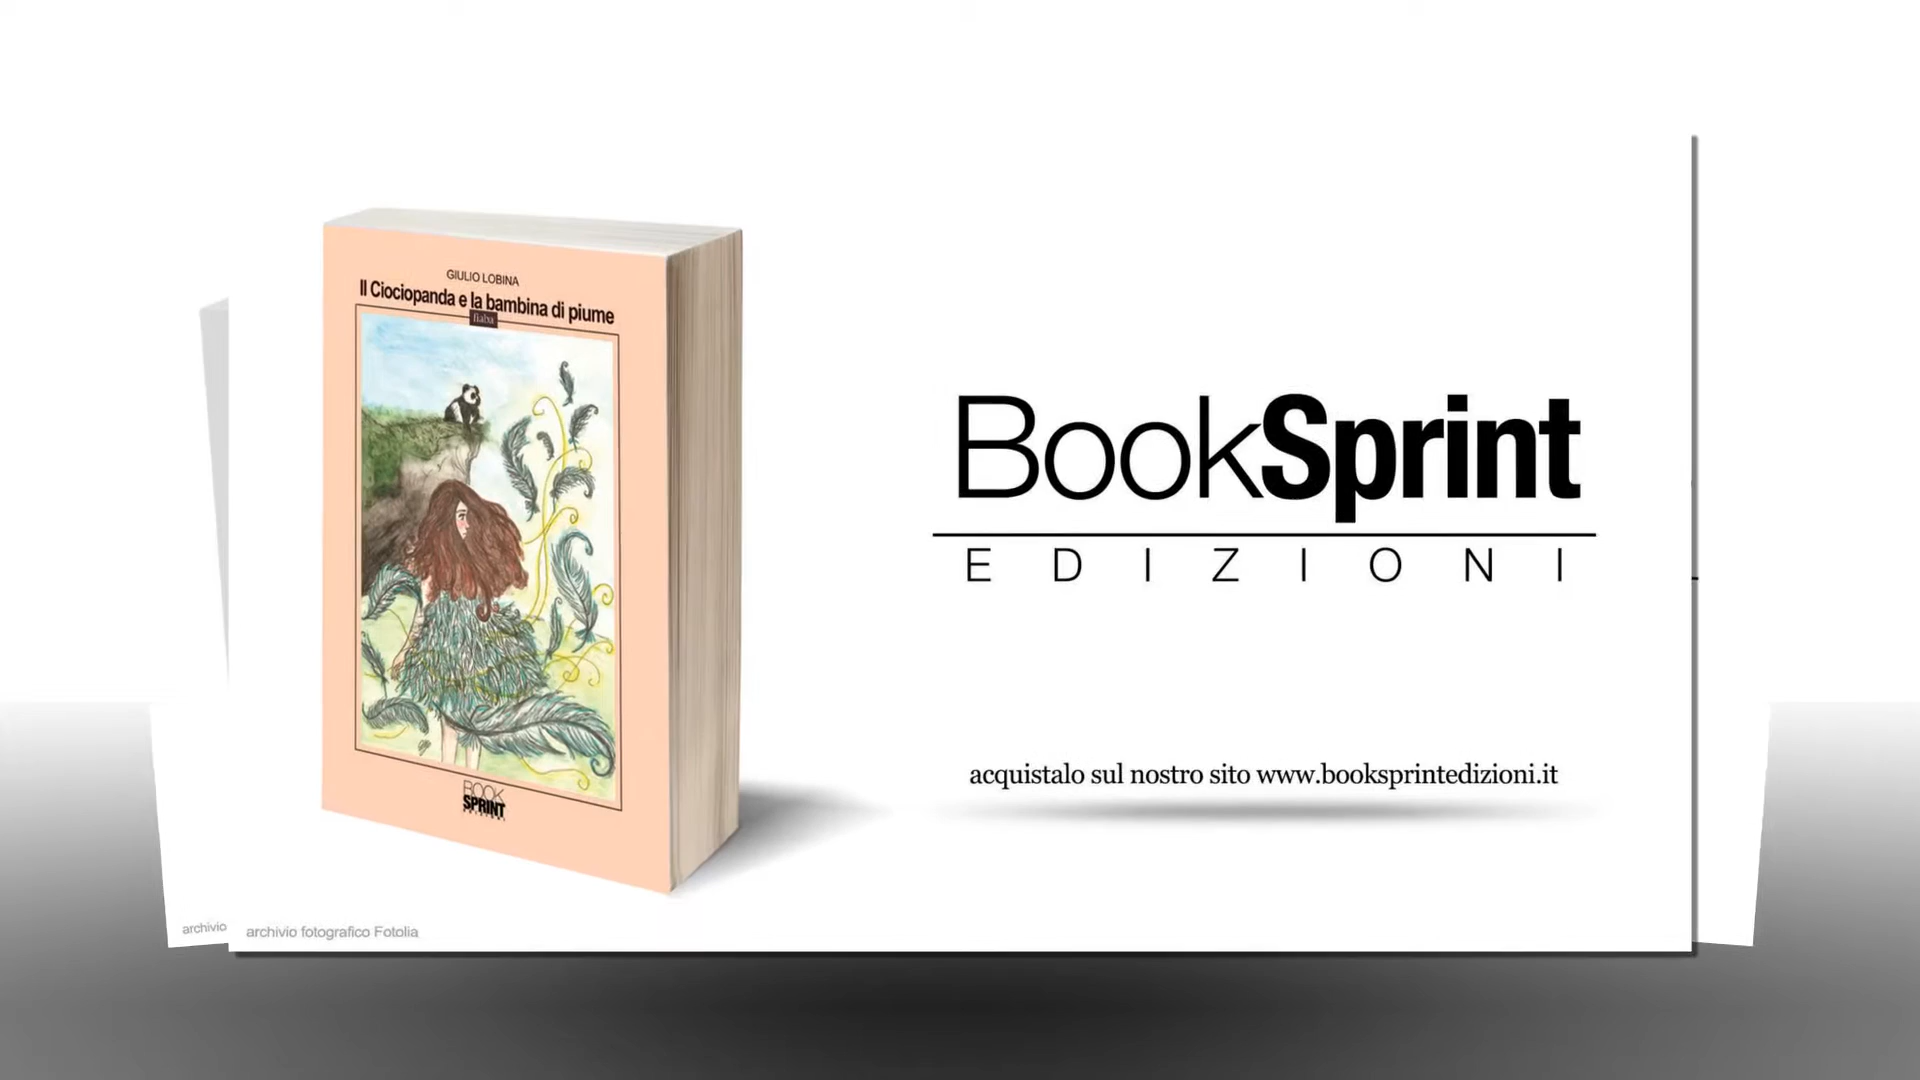 GIULIO LOBINA
Il Ciociopanda e la bambina di piume
fiaba
BOOK
SPRINT
EDIZIONI
BookSprint
EDIZIONI
acquistalo sul nostro sito www.booksprintedizioni.it
archivio
archivio fotografico Fotolia